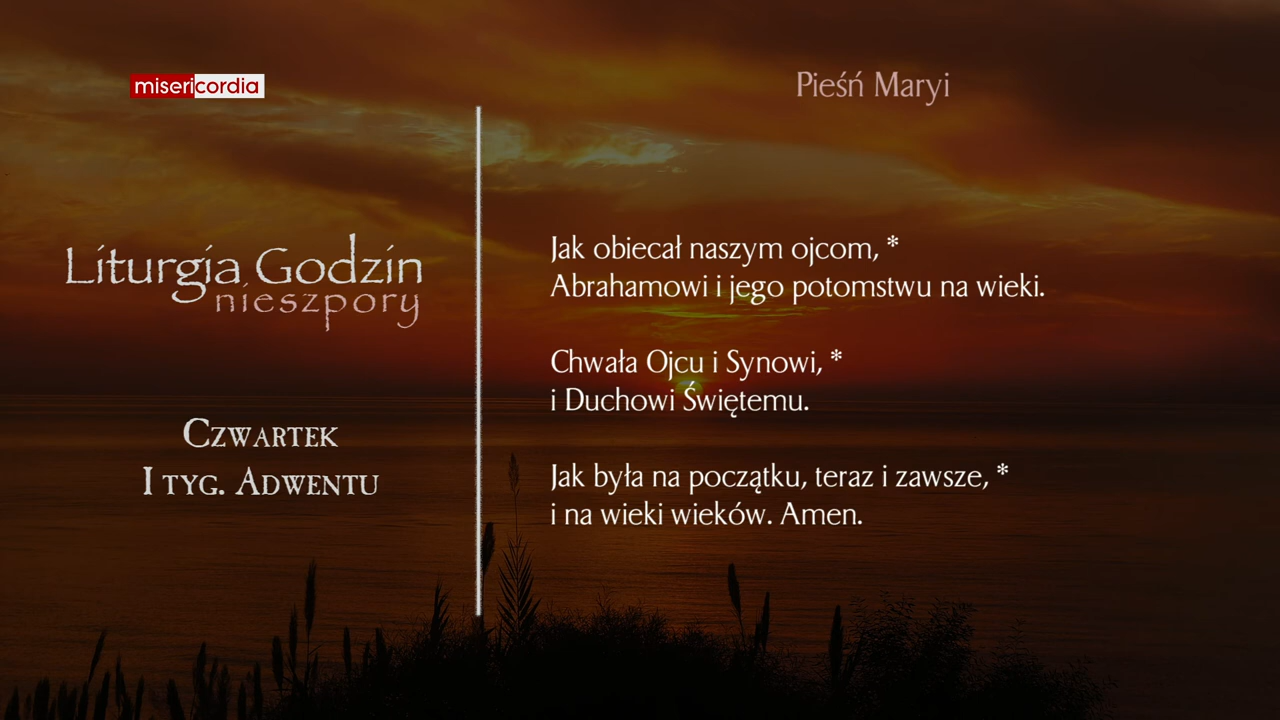 misericordia
Liturgia Godzin
nieszpory
Czwartek
I tyg. Adwentu
Pieśń Maryi
Jak obiecał naszym ojcom, *
Abrahamowi i jego potomstwu na wieki.
Chwała Ojcu i Synowi, *
i Duchowi Świętemu.
Jak była na początku, teraz i zawsze, *
i na wieki wieków. Amen.